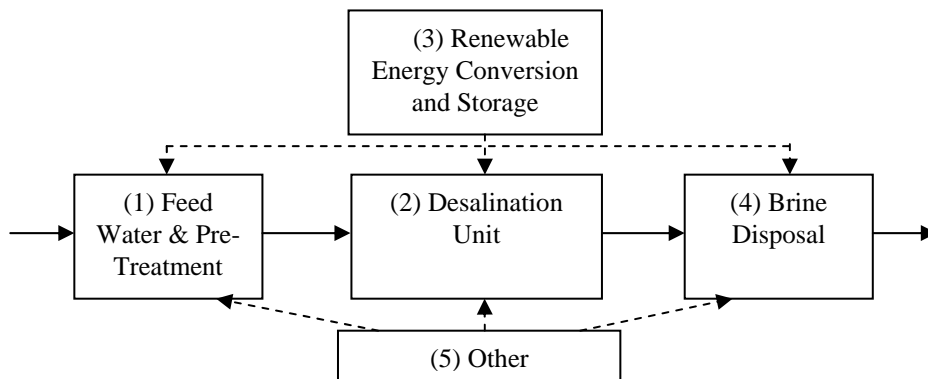 (3) Renewable
Energy Conversion
and Storage
(1) Feed
Water & Pre-
Treatment
(2) Desalination
Unit
(4) Brine
Disposal
(5) Other